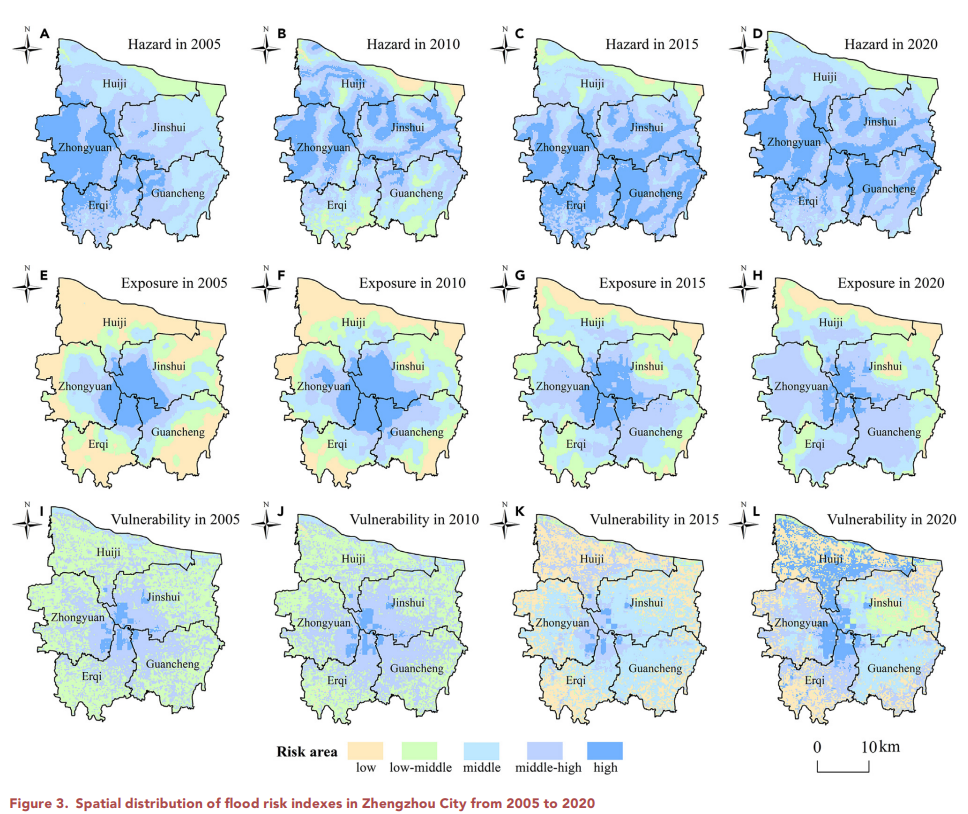 N A Hazard in 2005
Huiji
Jinshui
Zhongyuan
Guancheng
Erqi
N B Hazard in 2010
Huiji
Jinshui
Zhongyuan
Guancheng
Erqi
N C Hazard in 2015
Huiji
Jinshui
Zhongyuan
Guancheng
Erqi
N D Hazard in 2020
Huiji
Jinshui
Zhongyuan
Guancheng
Erqi
N E Exposure in 2005
Huiji
Jinshui
Zhongyuan
Guancheng
Erqi
N F Exposure in 2010
Huiji
Jinshui
Zhongyuan
Guancheng
Erqi
N G Exposure in 2015
Huiji
Jinshui
Zhongyuan
Guancheng
Erqi
N H Exposure in 2020
Huiji
Jinshui
Zhongyuan
Guancheng
Erqi
N I Vulnerability in 2005
Huiji
Jinshui
Zhongyuan
Guancheng
Erqi
N J Vulnerability in 2010
Huiji
Jinshui
Zhongyuan
Guancheng
Erqi
N K Vulnerability in 2015
Huiji
Jinshui
Zhongyuan
Guancheng
Erqi
N L Vulnerability in 2020
Huiji
Jinshui
Zhongyuan
Guancheng
Erqi
Risk area
low low-middle middle middle-high high
0 10 km
Figure 3. Spatial distribution of flood risk indexes in Zhengzhou City from 2005 to 2020